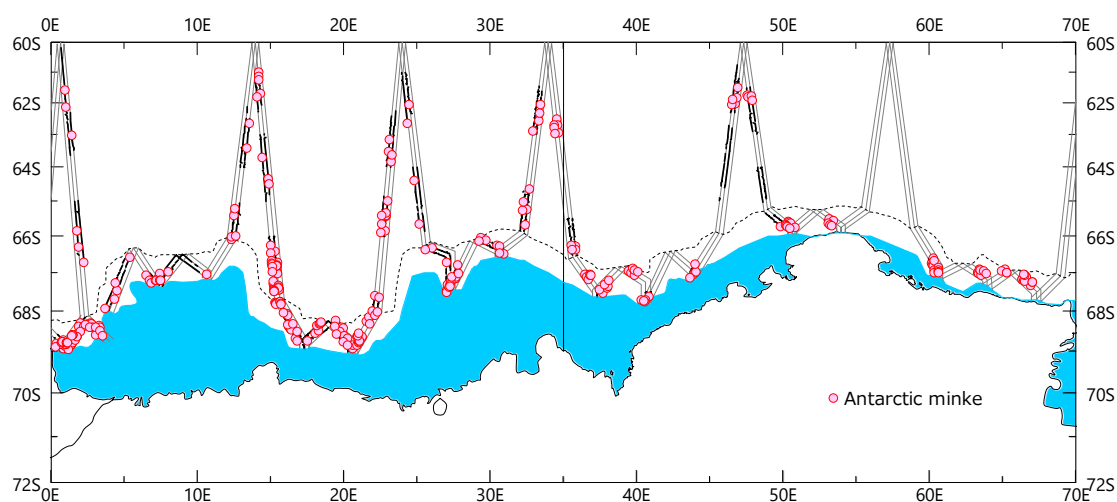 0E 10E 20E 30E 40E 50E 60E 70E
60S 60S
62S 62S
64S 64S
66S 66S
68S 68S
70S 70S
Antarctic minke
72S 72S
0E 10E 20E 30E 40E 50E 60E 70E